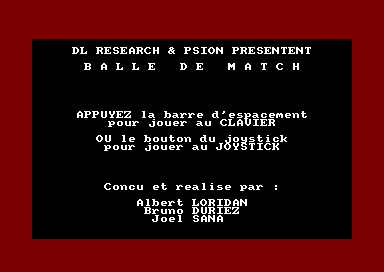 DL RESEARCH & PSION PRESENTENT
B A L L E   D E   M A T C H
APPUYEZ la barre d'espacement
pour jouer au CLAVIER
OU le bouton du joystick
pour jouer au JOYSTICK
Concu et realise par :
Albert LORIDAN
Bruno DURIEZ
Joel SANA